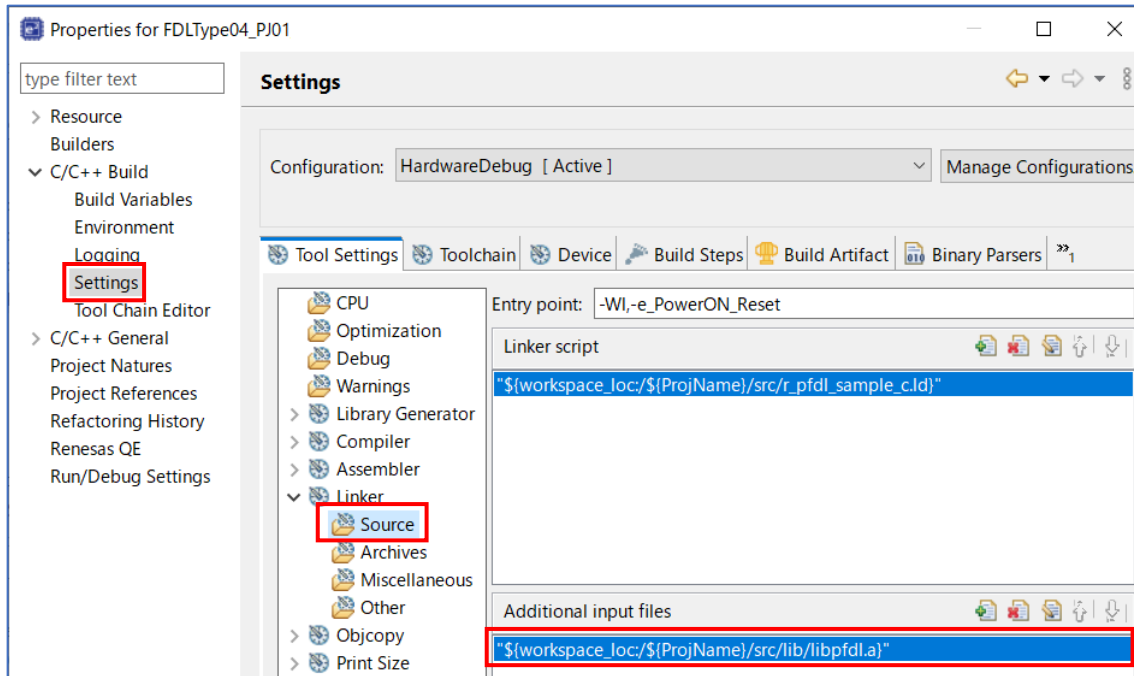 Properties for FDLType04_PJ01
type filter text
Resource
Builders
C/C++ Build
Build Variables
Environment
Logging
Settings
Tool Chain Editor
C/C++ General
Project Natures
Project References
Refactoring History
Renesas QE
Run/Debug Settings
Settings
Configuration: HardwareDebug [ Active ] Manage Configurations
Tool Settings Toolchain Device Build Steps Build Artifact Binary Parsers »1
CPU
Optimization
Debug
Warnings
Library Generator
Compiler
Assembler
Linker
Source
Archives
Miscellaneous
Other
Objcopy
Print Size
Entry point: -Wl,-e_PowerON_Reset
Linker script
"${workspace_loc:/${ProjName}/src/r_pfdl_sample_c.ld}"
Additional input files
"${workspace_loc:/${ProjName}/src/lib/libpfdl.a}"